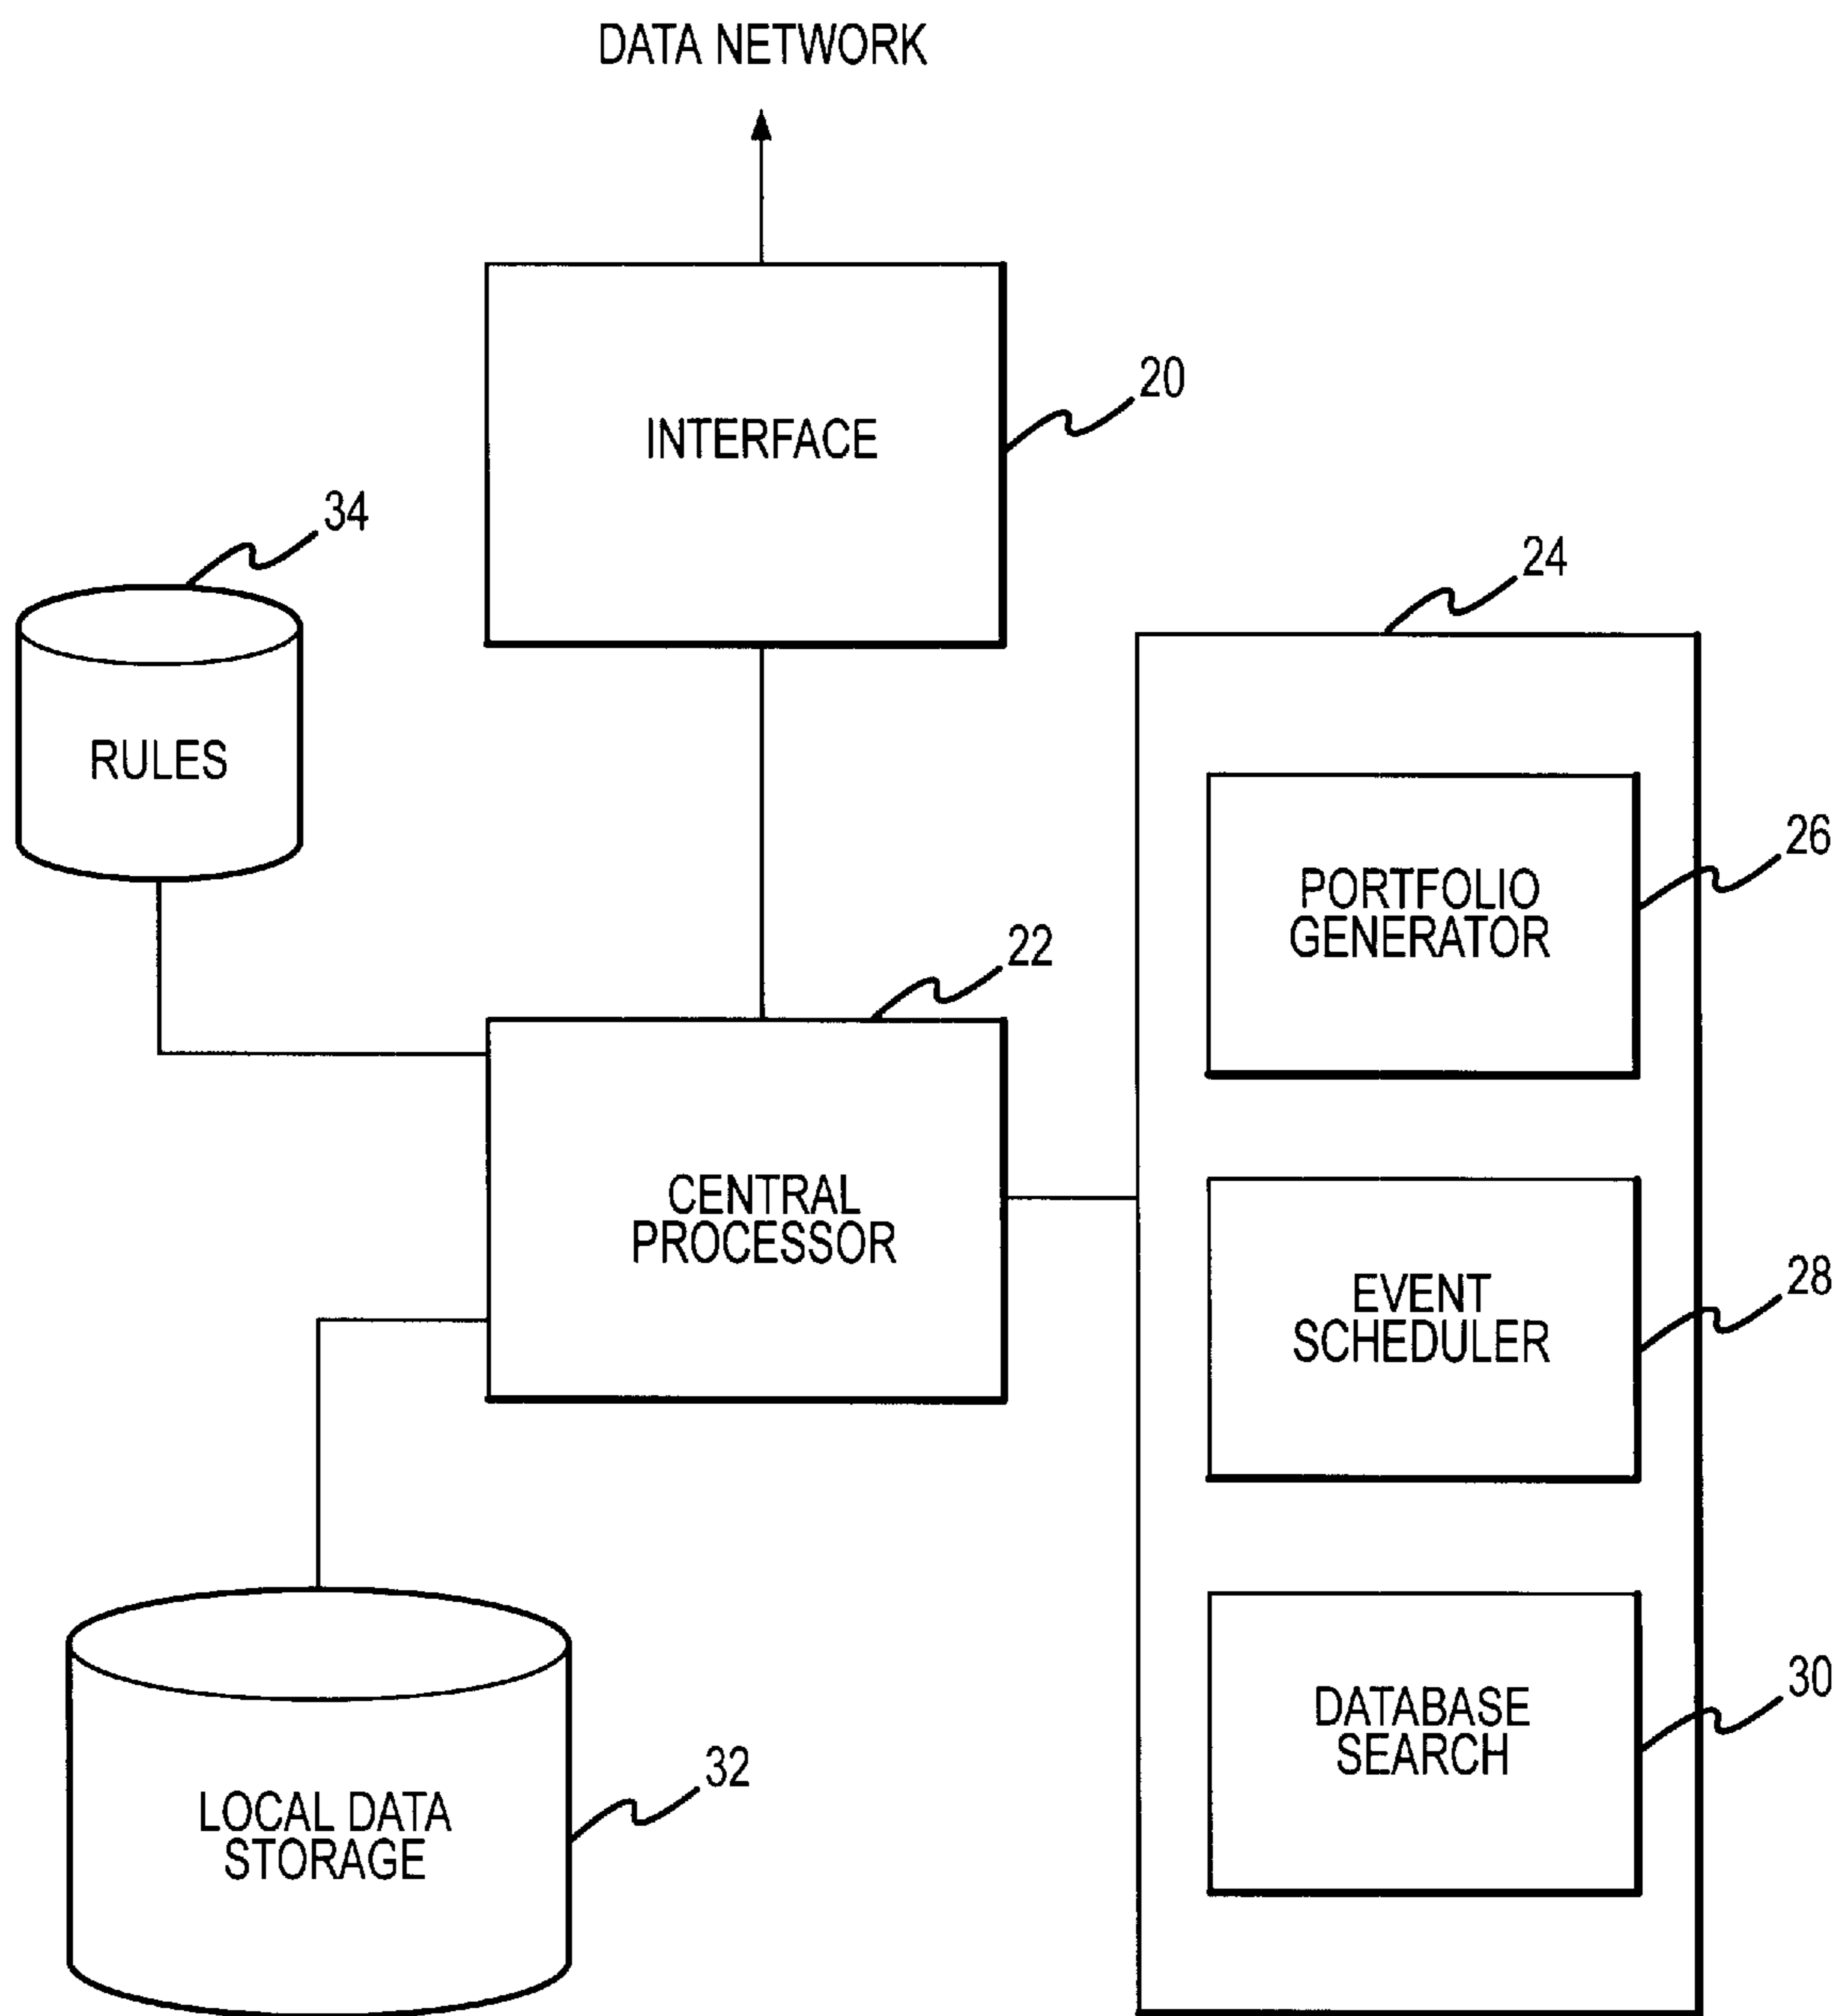 DATA NETWORK
INTERFACE
20
34
RULES
24
PORTFOLIO
GENERATOR
26
22
CENTRAL
PROCESSOR
EVENT
SCHEDULER
28
DATABASE
SEARCH
30
LOCAL DATA
STORAGE
32